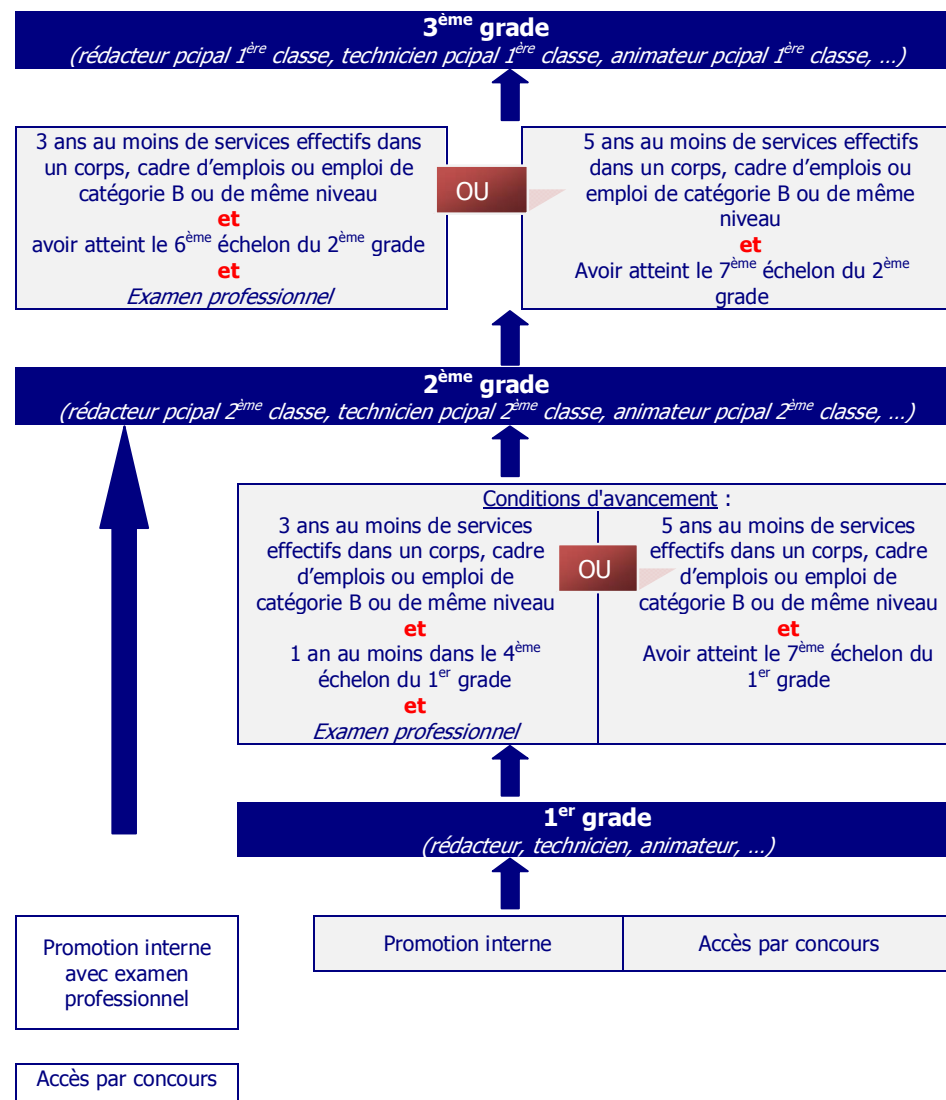 3ème grade
(rédacteur pcipal 1ère classe, technicien pcipal 1ère classe, animateur pcipal 1ère classe, ...)
3 ans au moins de services effectifs dans
un corps, cadre d'emplois ou emploi de
catégorie B ou de même niveau
et
avoir atteint le 6ème échelon du 2ème grade
et
Examen professionnel
OU
5 ans au moins de services effectifs
dans un corps, cadre d'emplois ou
emploi de catégorie B ou de même
niveau
et
Avoir atteint le 7ème échelon du 2ème
grade
2ème grade
(rédacteur pcipal 2ème classe, technicien pcipal 2ème classe, animateur pcipal 2ème classe, ...)
Conditions d'avancement :
3 ans au moins de services
effectifs dans un corps, cadre
d'emplois ou emploi de
catégorie B ou de même niveau
et
1 an au moins dans le 4ème
échelon du 1er grade
et
Examen professionnel
OU
5 ans au moins de services
effectifs dans un corps, cadre
d'emplois ou emploi de
catégorie B ou de même niveau
et
Avoir atteint le 7ème échelon du
1er grade
1er grade
(rédacteur, technicien, animateur, ...)
Promotion interne
avec examen
professionnel
Promotion interne
Accès par concours
Accès par concours